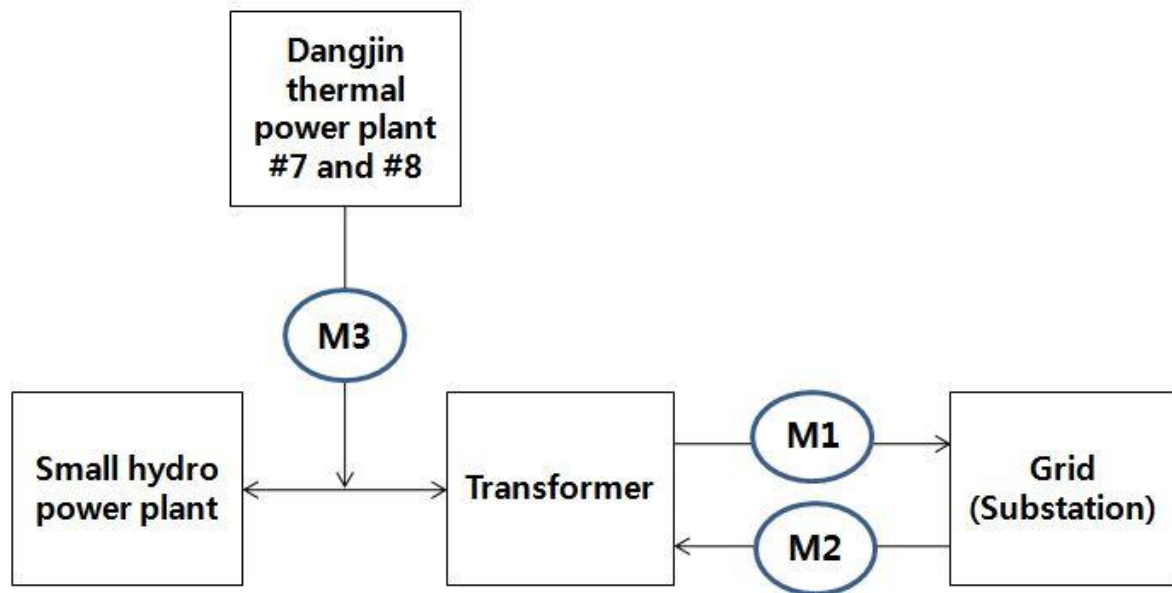 Dangjin
thermal
power plant
#7 and #8
M3
Small hydro
power plant
Transformer
M1
M2
Grid
(Substation)